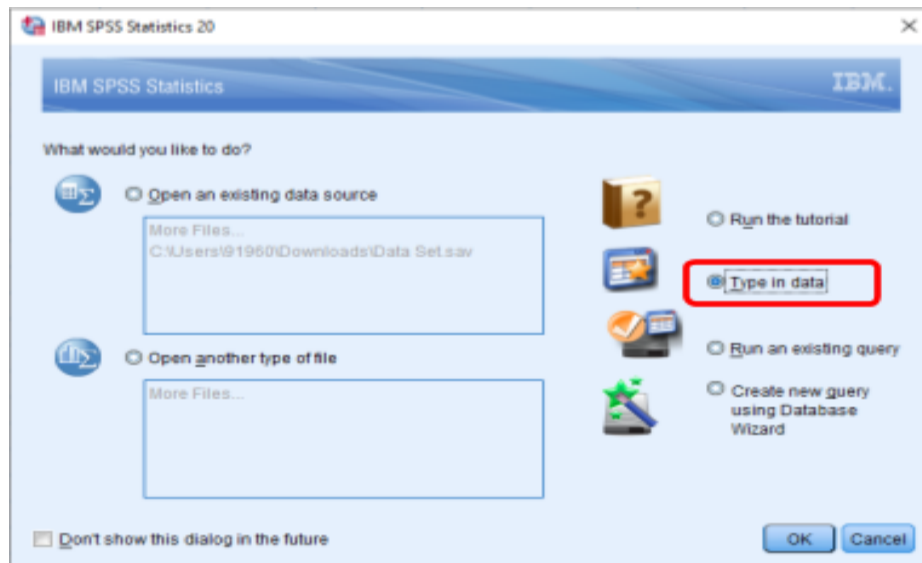 IBM SPSS Statistics 20
IBM SPSS Statistics
IBM.
What would you like to do?
Open an existing data source
More Files...
C:\Users\91960\Downloads\Data Set.sav
Open another type of file
More Files...
Run the tutorial
Type in data
Run an existing query
Create new query
using Database
Wizard
Don't show this dialog in the future
OK
Cancel